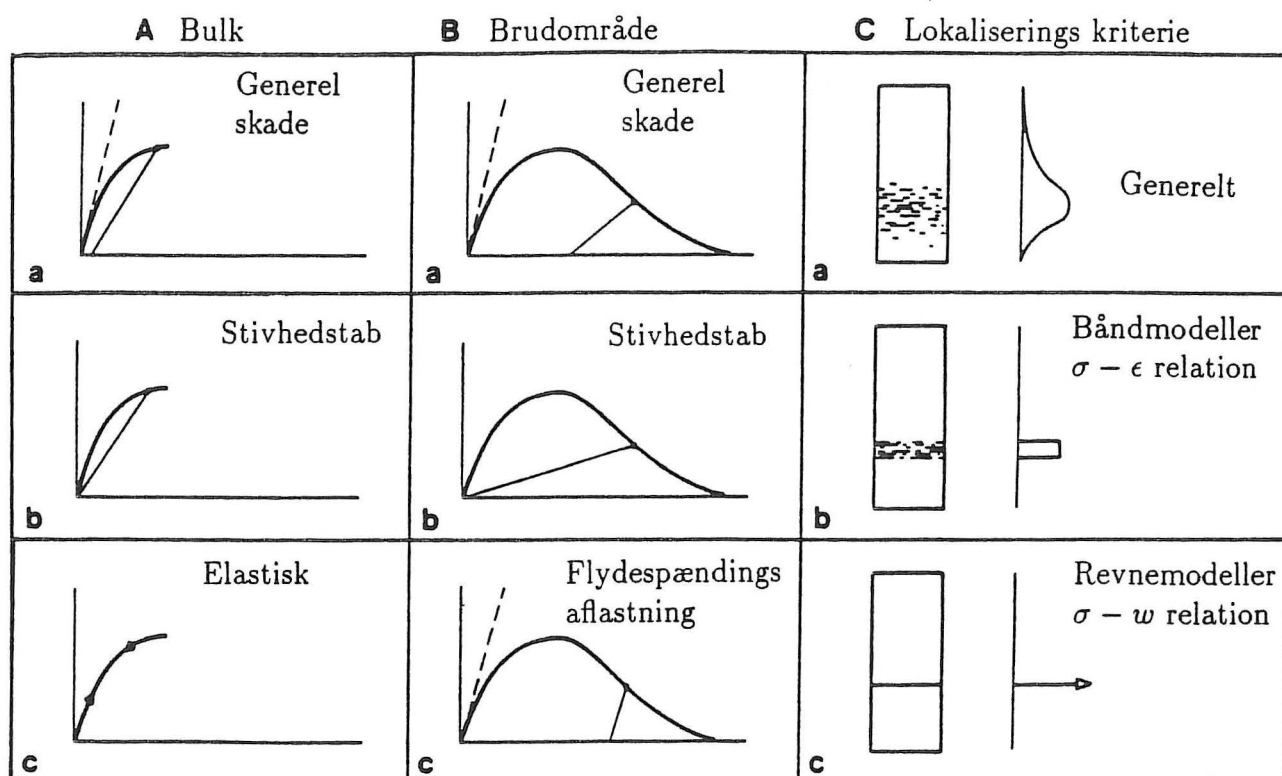 A Bulk
B Brudområde
C Lokaliserings kriterie
Generel
skade
a
Generel
skade
a
Generelt
a
Stivhedstab
b
Stivhedstab
b
Båndmodeller
σ − ϵ relation
b
Elastisk
c
Flydespændings
aflastning
c
Revnemodeller
σ − w relation
c